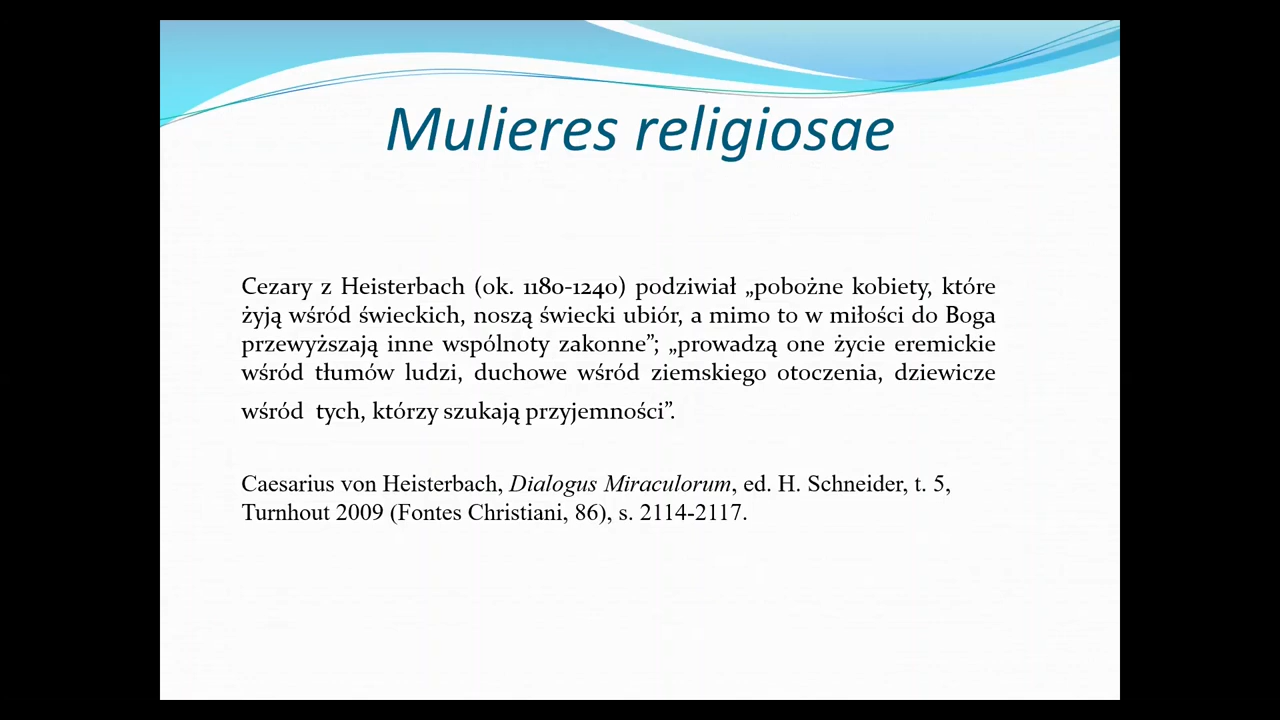 Mulieres religiosae
Cezary z Heisterbach (ok. 1180-1240) podziwiał „pobożne kobiety, które
żyją wśród świeckich, noszą świecki ubiór, a mimo to w miłości do Boga
przewyższają inne wspólnoty zakonne”; „prowadzą one życie eremickie
wśród tłumów ludzi, duchowe wśród ziemskiego otoczenia, dziewicze
wśród tych, którzy szukają przyjemności”.
Caesarius von Heisterbach, Dialogus Miraculorum, ed. H. Schneider, t. 5,
Turnhout 2009 (Fontes Christiani, 86), s. 2114-2117.